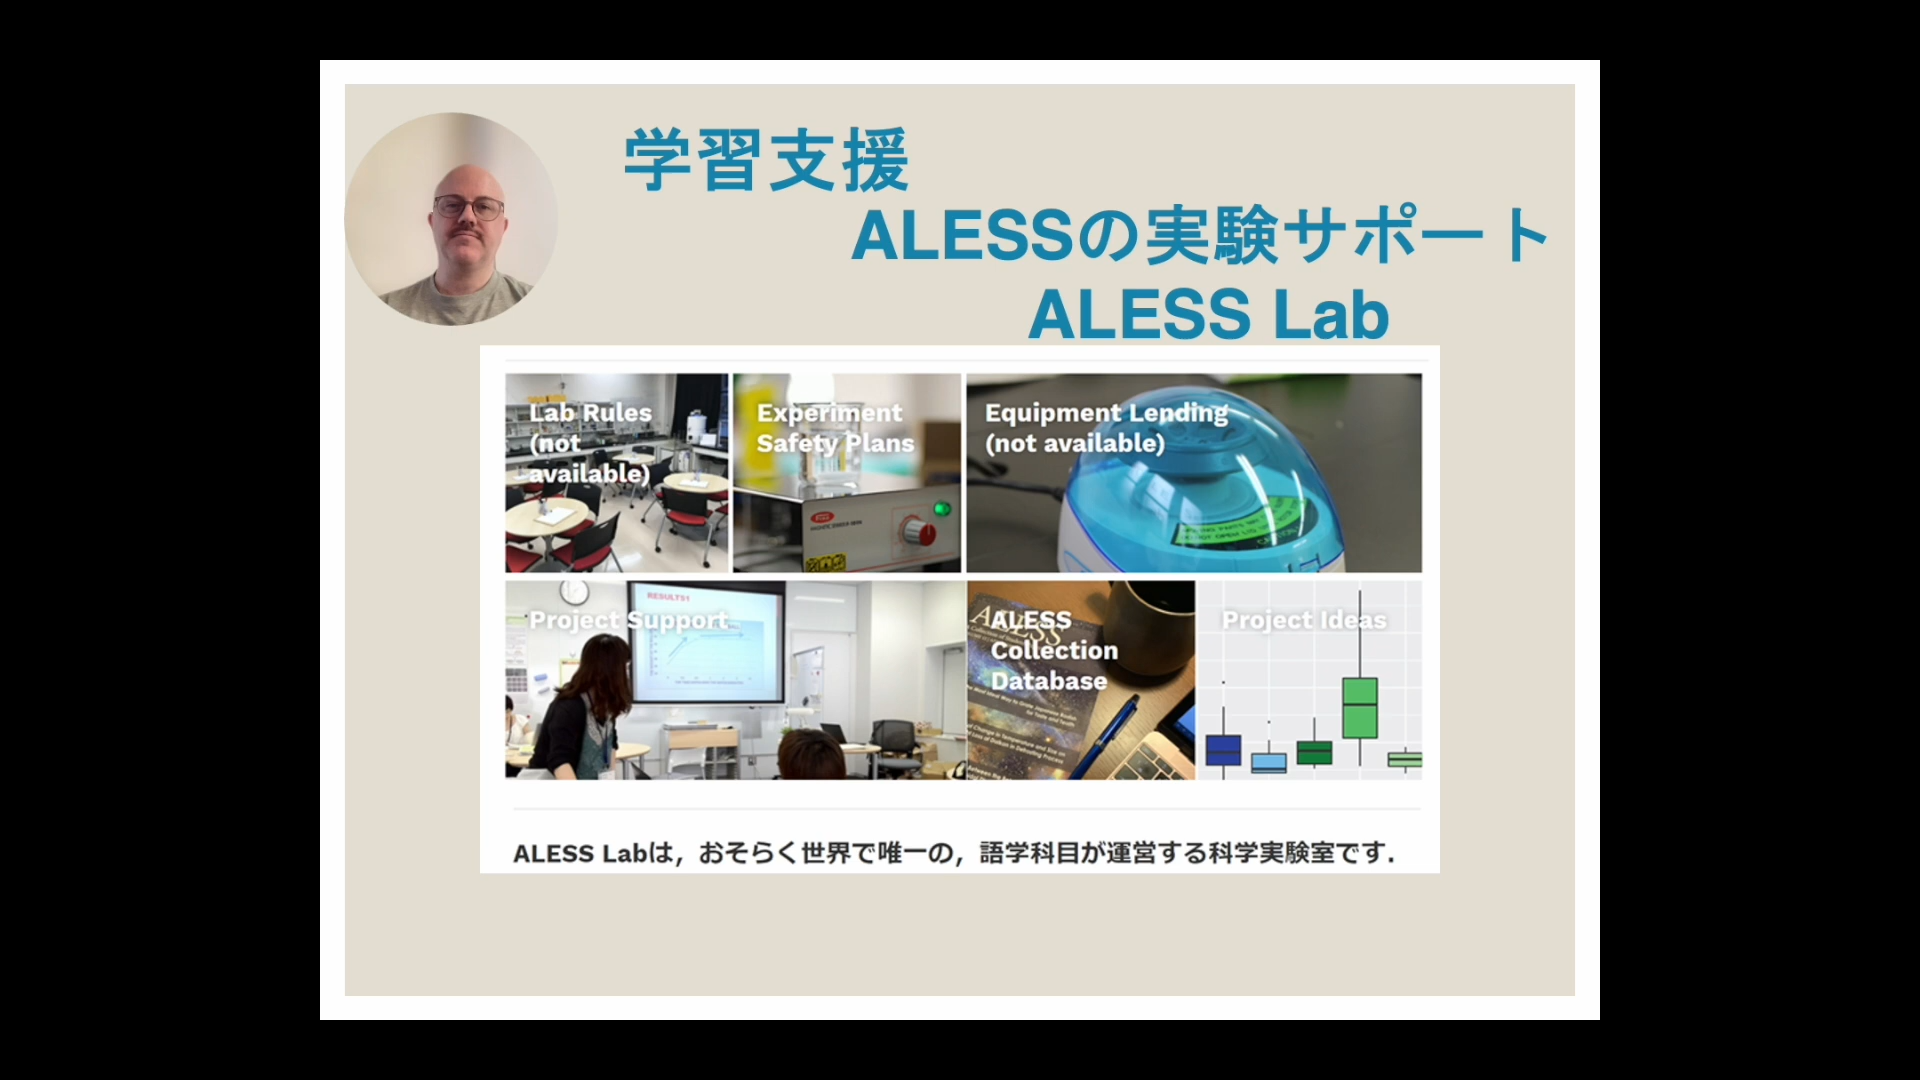 学習支援
ALESSの実験サポート
ALESS Lab
Lab Rules
(not
available)
Experiment
Safety Plans
Equipment Lending
(not available)
Project Support
RESULTS1
ALESS
Collection
Database
ALESS
Project Ideas
ALESS Labは，おそらく世界で唯一の，語学科目が運営する科学実験室です．